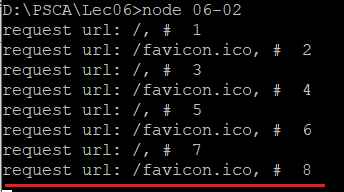 D:\PSCA\Lec06>node 06-02
request url: /, #  1
request url: /favicon.ico, #  2
request url: /, #  3
request url: /favicon.ico, #  4
request url: /, #  5
request url: /favicon.ico, #  6
request url: /, #  7
request url: /favicon.ico, #  8